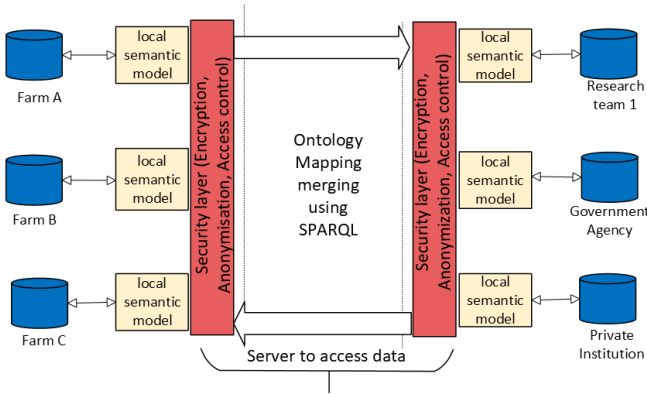 local
semantic
model
Farm A
local
semantic
model
Farm B
local
semantic
model
Farm C
Security layer (Encryption,
Anonymisation, Access control)
Ontology
Mapping
merging
using
SPARQL
Security layer (Encryption,
Anonymization, Access control)
local
semantic
model
Research
team 1
local
semantic
model
Government
Agency
local
semantic
model
Private
Institution
Server to access data